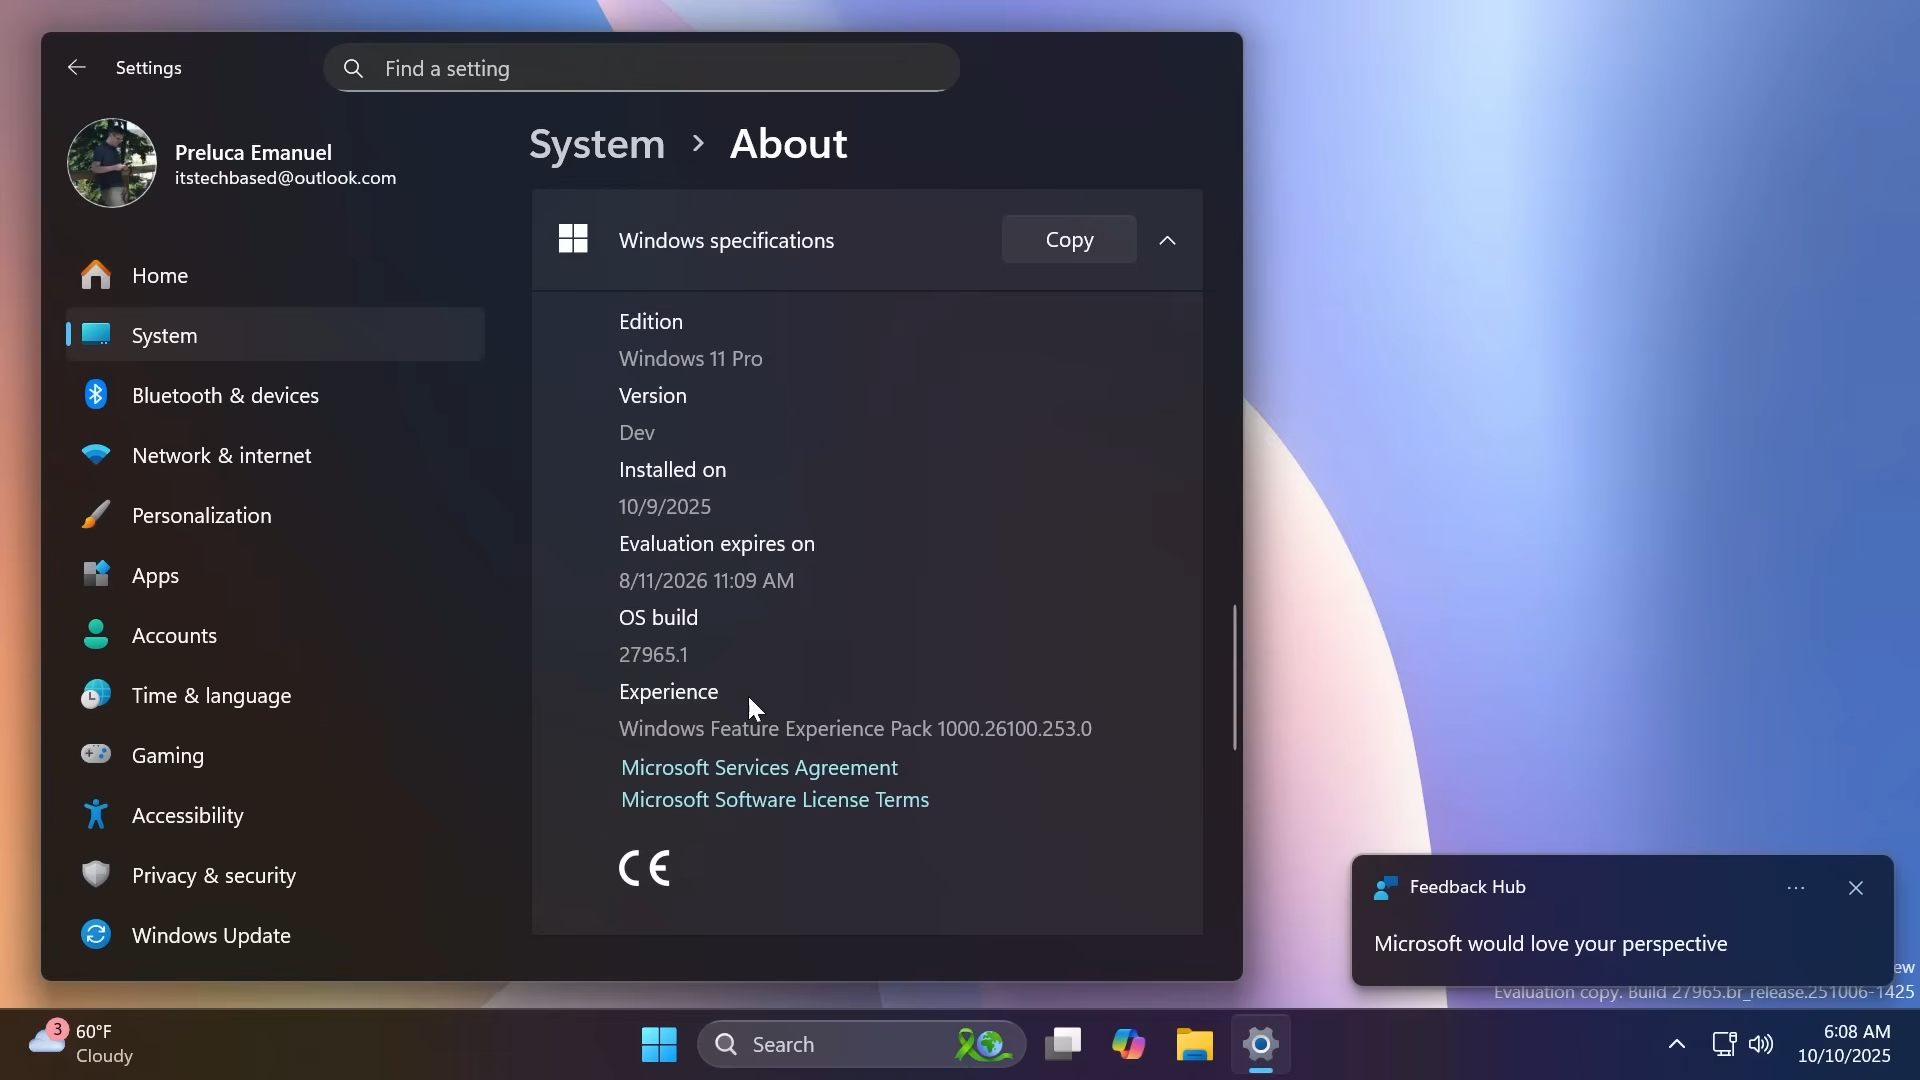 Settings
Find a setting
Preluca Emanuel
itstechbased@outlook.com
Home
System
Bluetooth & devices
Network & internet
Personalization
Apps
Accounts
Time & language
Gaming
Accessibility
Privacy & security
Windows Update
System > About
Windows specifications
Copy
Edition
Windows 11 Pro
Version
Dev
Installed on
10/9/2025
Evaluation expires on
8/11/2026 11:09 AM
OS build
27965.1
Experience
Windows Feature Experience Pack 1000.26100.253.0
Microsoft Services Agreement
Microsoft Software License Terms
CE
Feedback Hub
Microsoft would love your perspective
ew
Evaluation copy. Build 27965.br_release.251006-1425
3
60°F
Cloudy
Search
6:08 AM
10/10/2025